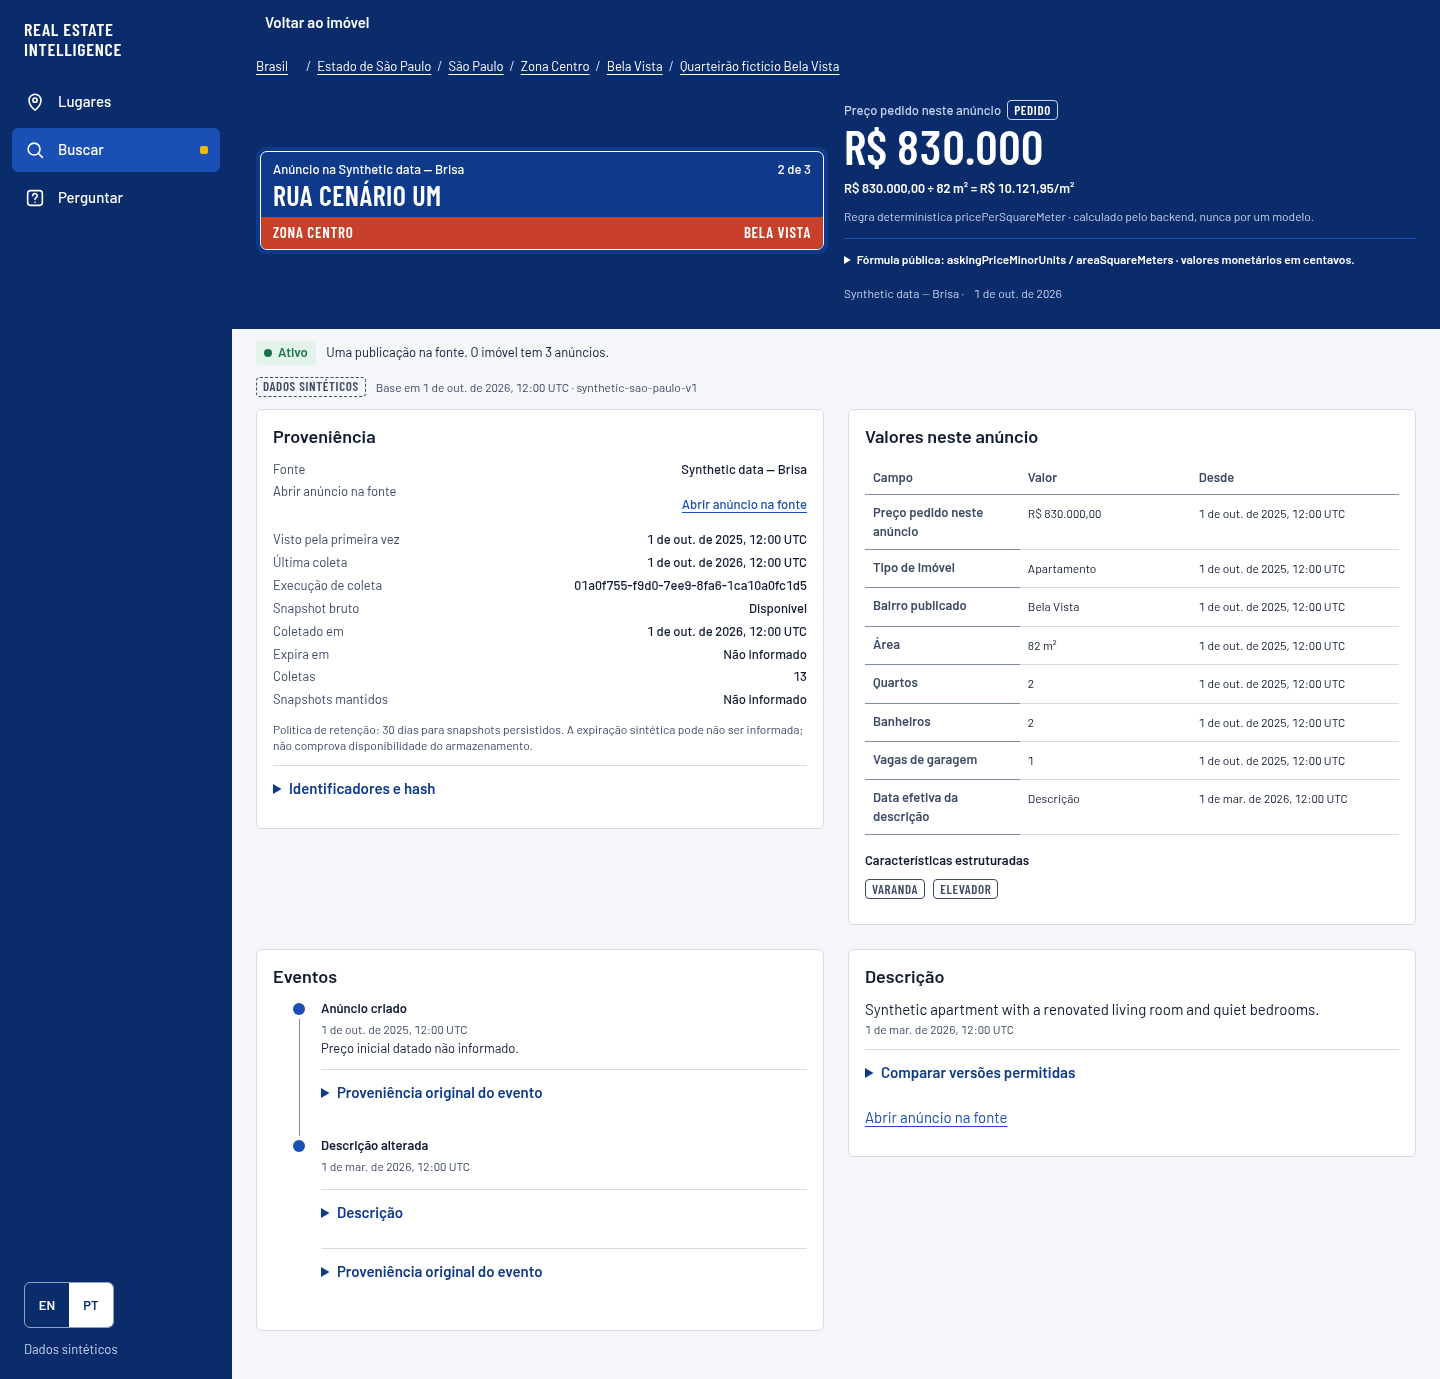 REAL ESTATE
INTELLIGENCE
Lugares
Buscar
Perguntar
EN PT
Dados sintéticos
Voltar ao imóvel
Brasil / Estado de São Paulo / São Paulo / Zona Centro / Bela Vista / Quarteirão fictício Bela Vista
Anúncio na Synthetic data — Brisa 2 de 3
RUA CENÁRIO UM
ZONA CENTRO BELA VISTA
Preço pedido neste anúncio PEDIDO
R$ 830.000
R$ 830.000,00 ÷ 82 m² = R$ 10.121,95/m²
Regra determinística pricePerSquareMeter · calculado pelo backend, nunca por um modelo.
Fórmula pública: askingPriceMinorUnits / areaSquareMeters · valores monetários em centavos.
Synthetic data — Brisa · 1 de out. de 2026
Ativo Uma publicação na fonte. O imóvel tem 3 anúncios.
DADOS SINTÉTICOS Base em 1 de out. de 2026, 12:00 UTC · synthetic-sao-paulo-v1
Proveniência
Fonte Synthetic data — Brisa
Abrir anúncio na fonte
Abrir anúncio na fonte
Visto pela primeira vez 1 de out. de 2025, 12:00 UTC
Última coleta 1 de out. de 2026, 12:00 UTC
Execução de coleta 01a0f755-f9d0-7ee9-8fa6-1ca10a0fc1d5
Snapshot bruto Disponível
Coletado em 1 de out. de 2026, 12:00 UTC
Expira em Não informado
Coletas 13
Snapshots mantidos Não informado
Política de retenção: 30 dias para snapshots persistidos. A expiração sintética pode não ser informada;
não comprova disponibilidade do armazenamento.
Identificadores e hash
Valores neste anúncio
Campo Valor Desde
Preço pedido neste
anúncio R$ 830.000,00 1 de out. de 2025, 12:00 UTC
Tipo de imóvel Apartamento 1 de out. de 2025, 12:00 UTC
Bairro publicado Bela Vista 1 de out. de 2025, 12:00 UTC
Área 82 m² 1 de out. de 2025, 12:00 UTC
Quartos 2 1 de out. de 2025, 12:00 UTC
Banheiros 2 1 de out. de 2025, 12:00 UTC
Vagas de garagem 1 1 de out. de 2025, 12:00 UTC
Data efetiva da
descrição Descrição 1 de mar. de 2026, 12:00 UTC
Características estruturadas
VARANDA ELEVADOR
Eventos
Anúncio criado
1 de out. de 2025, 12:00 UTC
Preço inicial datado não informado.
Proveniência original do evento
Descrição alterada
1 de mar. de 2026, 12:00 UTC
Descrição
Proveniência original do evento
Descrição
Synthetic apartment with a renovated living room and quiet bedrooms.
1 de mar. de 2026, 12:00 UTC
Comparar versões permitidas
Abrir anúncio na fonte